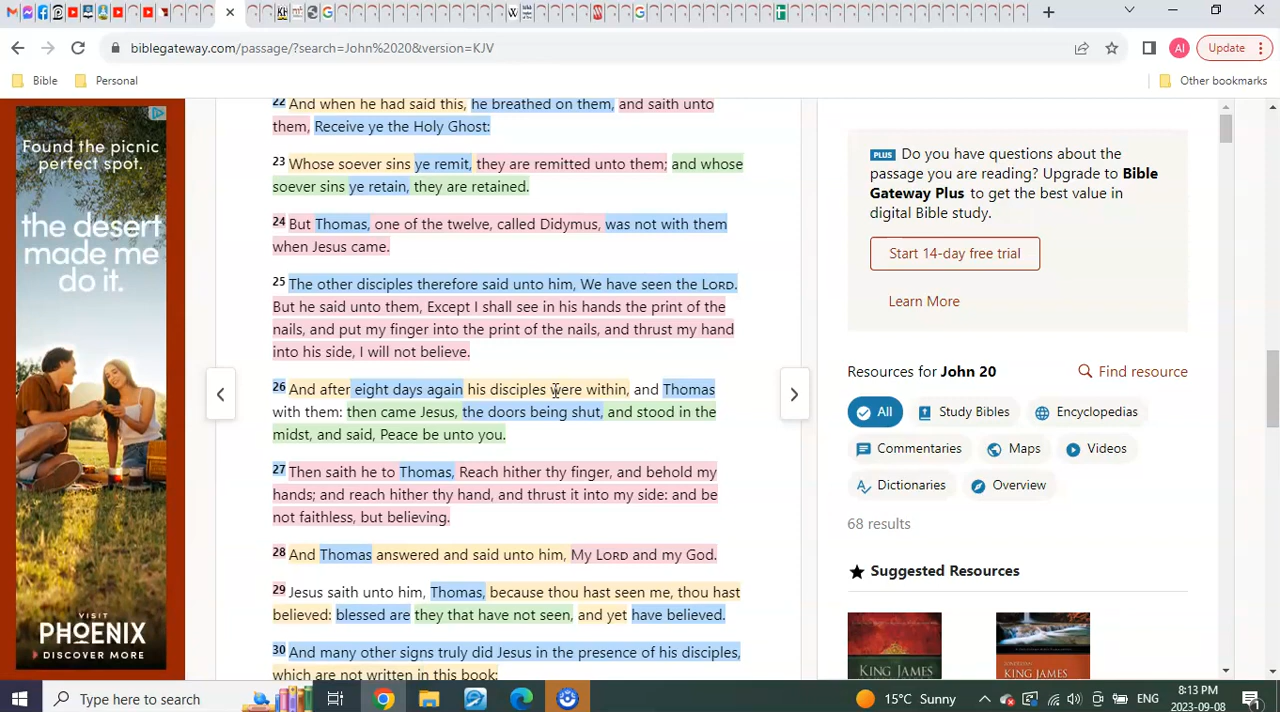 biblegateway.com/passage/?search=John%2020&version=KJV
AI
Update
Bible
Personal
Other bookmarks
Found the picnic
perfect spot.
the desert
made me
do it.
VISIT
PHOENIX
DISCOVER MORE
22 And when he had said this, he breathed on them, and saith unto
them, Receive ye the Holy Ghost:
23 Whose soever sins ye remit, they are remitted unto them; and whose
soever sins ye retain, they are retained.
24 But Thomas, one of the twelve, called Didymus, was not with them
when Jesus came.
25 The other disciples therefore said unto him, We have seen the LORD.
But he said unto them, Except I shall see in his hands the print of the
nails, and put my finger into the print of the nails, and thrust my hand
into his side, I will not believe.
26 And after eight days again his disciples were within, and Thomas
with them: then came Jesus, the doors being shut, and stood in the
midst, and said, Peace be unto you.
27 Then saith he to Thomas, Reach hither thy finger, and behold my
hands; and reach hither thy hand, and thrust it into my side: and be
not faithless, but believing.
28 And Thomas answered and said unto him, My LORD and my God.
29 Jesus saith unto him, Thomas, because thou hast seen me, thou hast
believed: blessed are they that have not seen, and yet have believed.
30 And many other signs truly did Jesus in the presence of his disciples,
which are not written in this book:
PLUS Do you have questions about the
passage you are reading? Upgrade to Bible
Gateway Plus to get the best value in
digital Bible study.
Start 14-day free trial
Learn More
Resources for John 20
Find resource
All
Study Bibles
Encyclopedias
Commentaries
Maps
Videos
Dictionaries
Overview
68 results
Suggested Resources
KING JAMES
KING JAMES
Type here to search
15°C Sunny
ENG
8:13 PM
2023-09-08